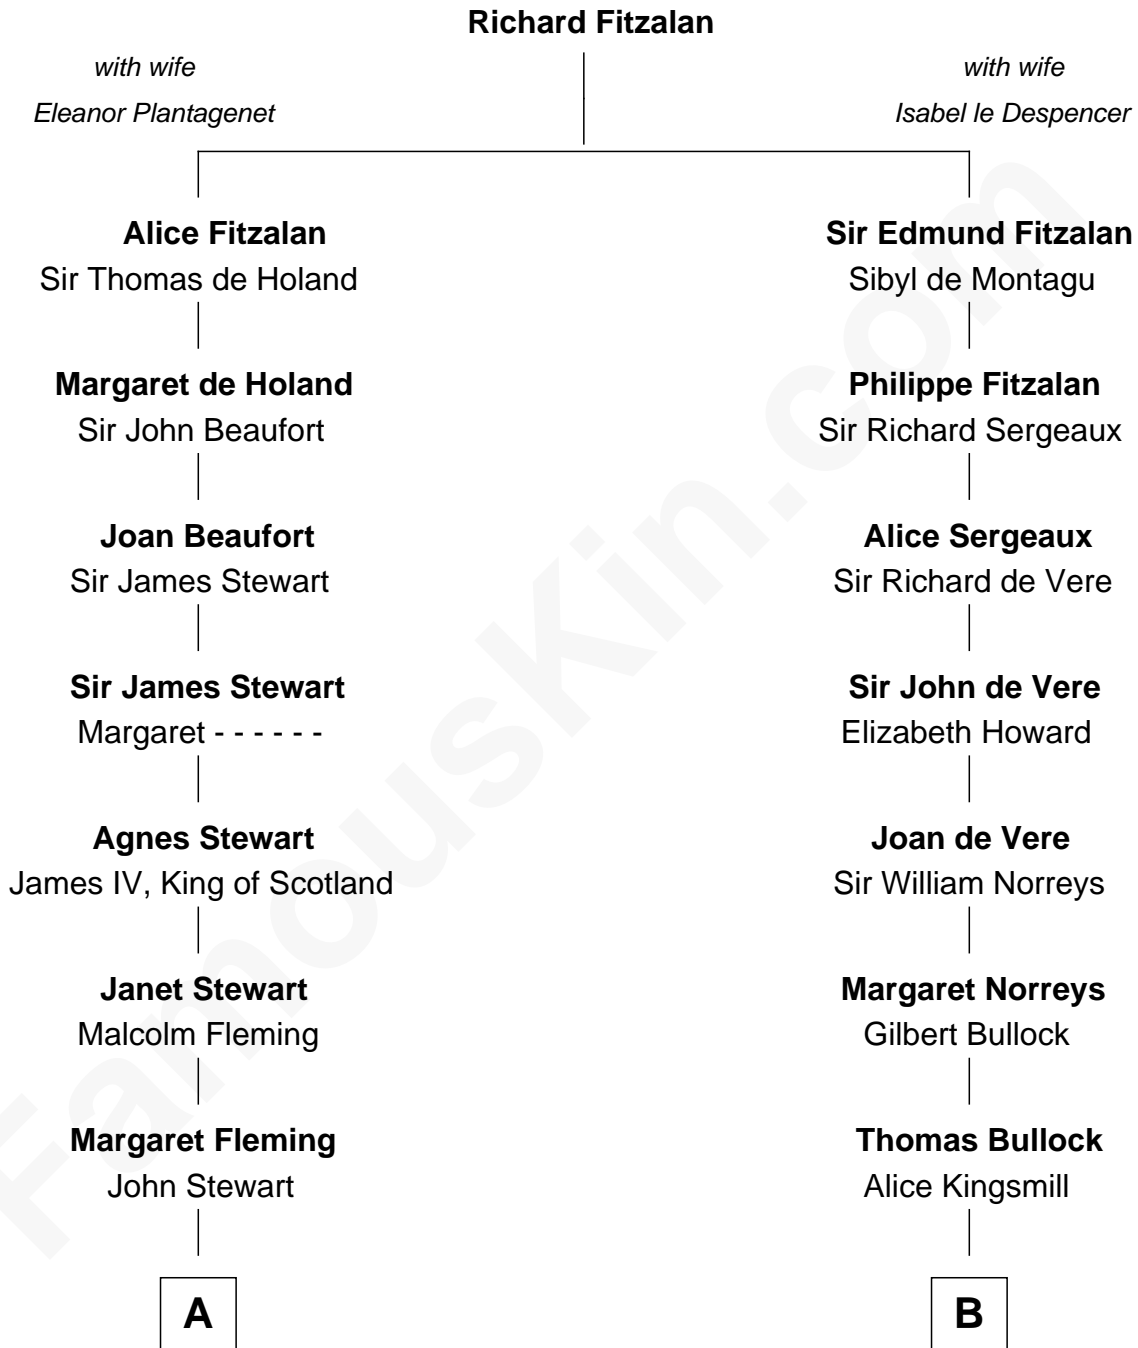 Richard Fitzalan
with wife
Eleanor Plantagenet
with wife
Isabel le Despencer
Alice Fitzalan
Sir Thomas de Holand
Margaret de Holand
Sir John Beaufort
Joan Beaufort
Sir James Stewart
Sir James Stewart
Margaret - - - - - -
Agnes Stewart
James IV, King of Scotland
Janet Stewart
Malcolm Fleming
Margaret Fleming
John Stewart
A
Sir Edmund Fitzalan
Sibyl de Montagu
Philippe Fitzalan
Sir Richard Sergeaux
Alice Sergeaux
Sir Richard de Vere
Sir John de Vere
Elizabeth Howard
Joan de Vere
Sir William Norreys
Margaret Norreys
Gilbert Bullock
Thomas Bullock
Alice Kingsmill
B
FamousKin.com